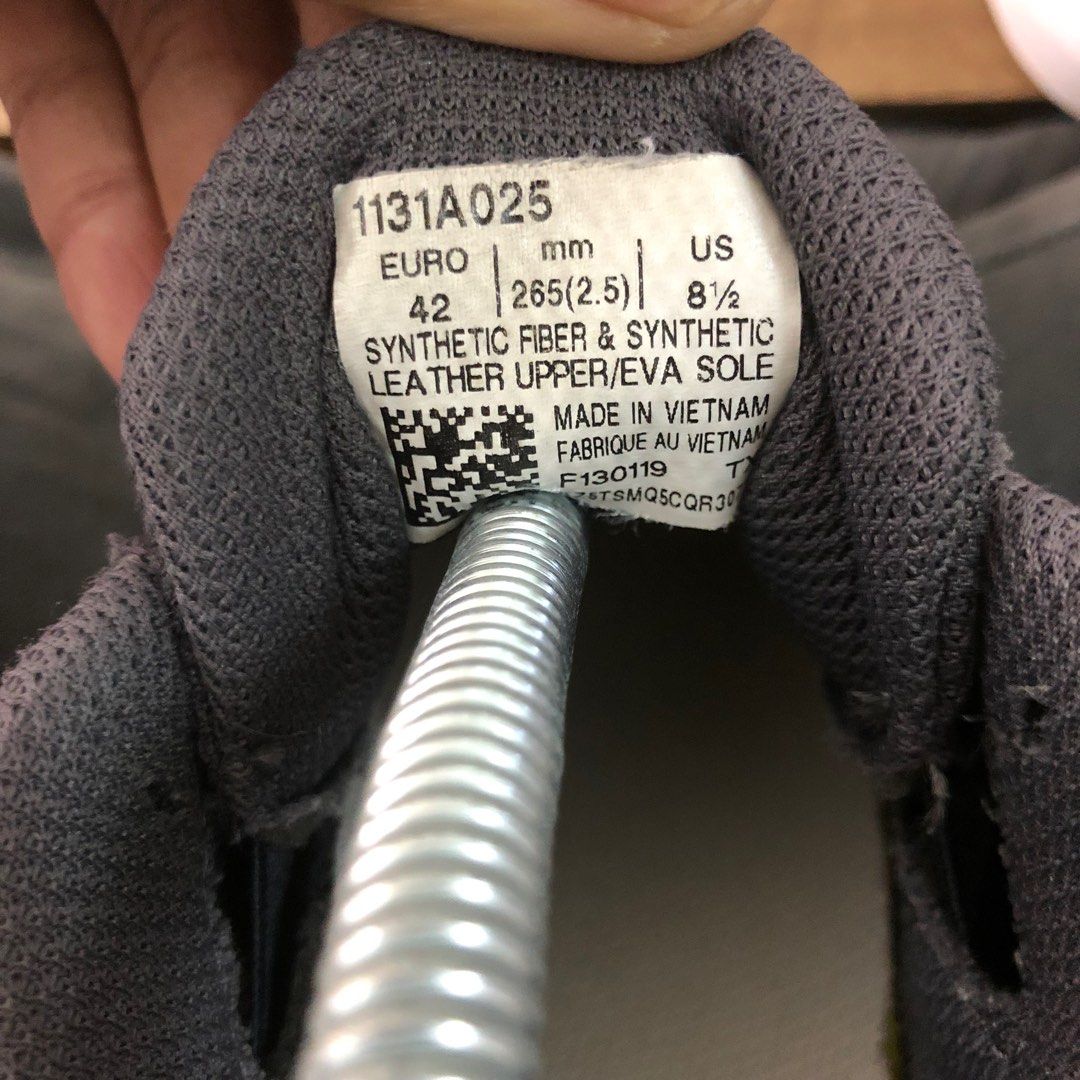 1131A025
EURO mm US
42 265(2.5) 8½
SYNTHETIC FIBER & SYNTHETIC
LEATHER UPPER/EVA SOLE
MADE IN VIETNAM
FABRIQUE AU VIETNAM
F130119